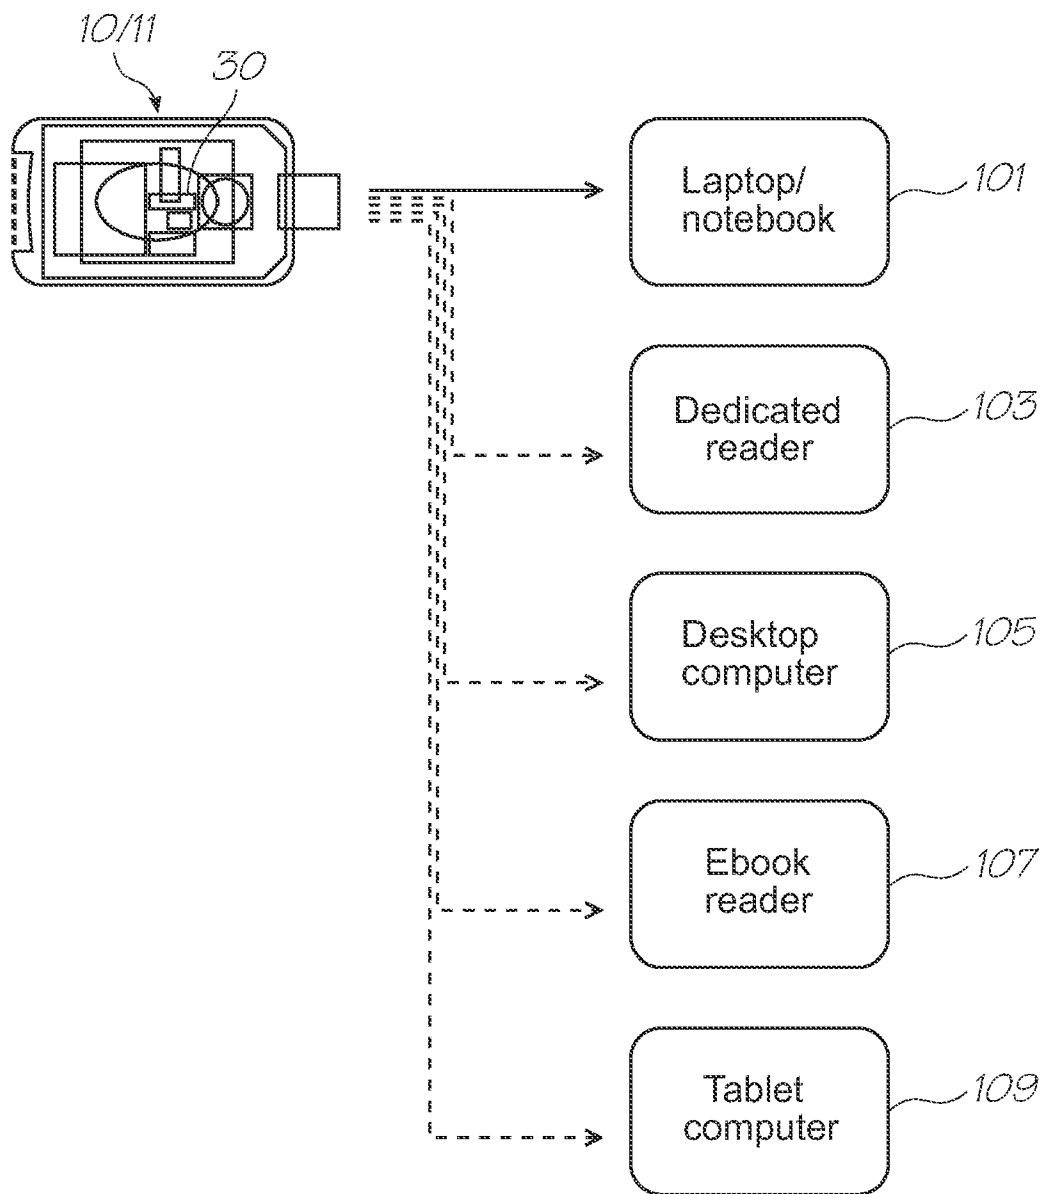 10/11
30
Laptop/
notebook
101
Dedicated
reader
103
Desktop
computer
105
Ebook
reader
107
Tablet
computer
109